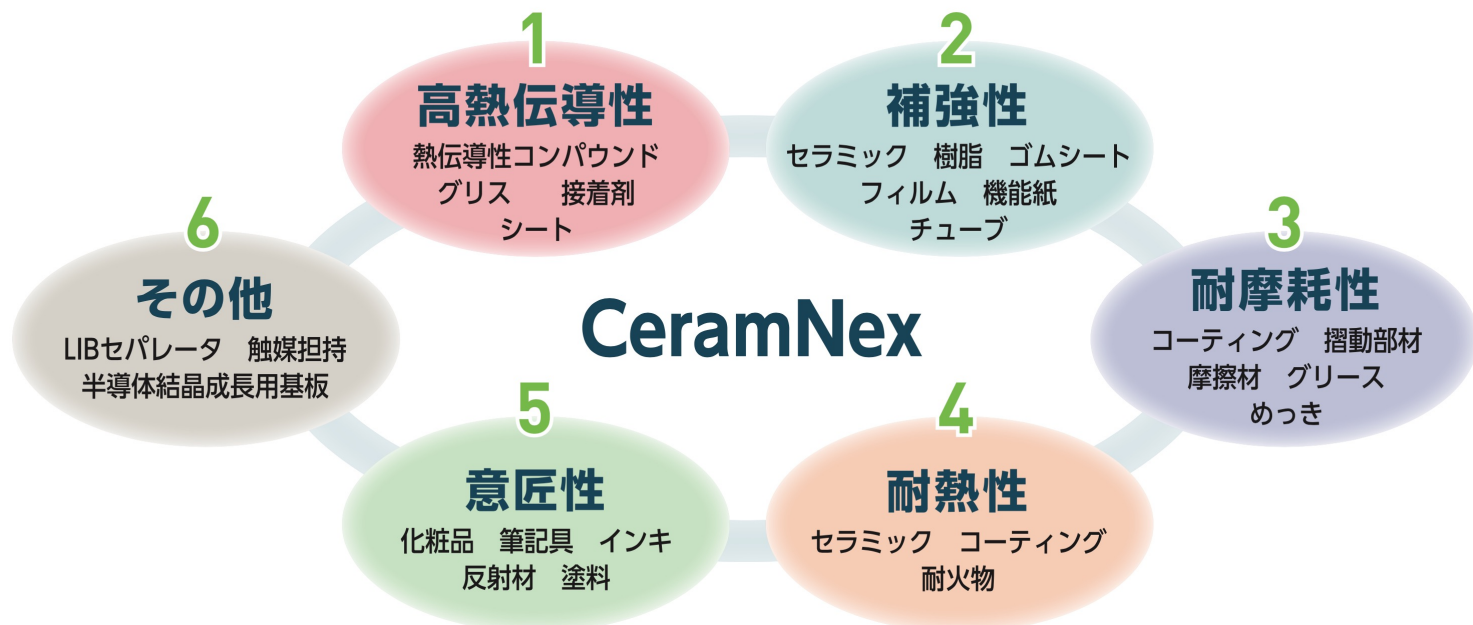 1
高熱伝導性
熱伝導性コンパウンド
グリス　接着剤
シート
2
補強性
セラミック　樹脂　ゴムシート
フィルム　機能紙
チューブ
3
耐摩耗性
コーティング　摺動部材
摩擦材　グリース
めっき
4
耐熱性
セラミック　コーティング
耐火物
5
意匠性
化粧品　筆記具　インキ
反射材　塗料
6
その他
LIBセパレータ　触媒担持
半導体結晶成長用基板
CeramNex